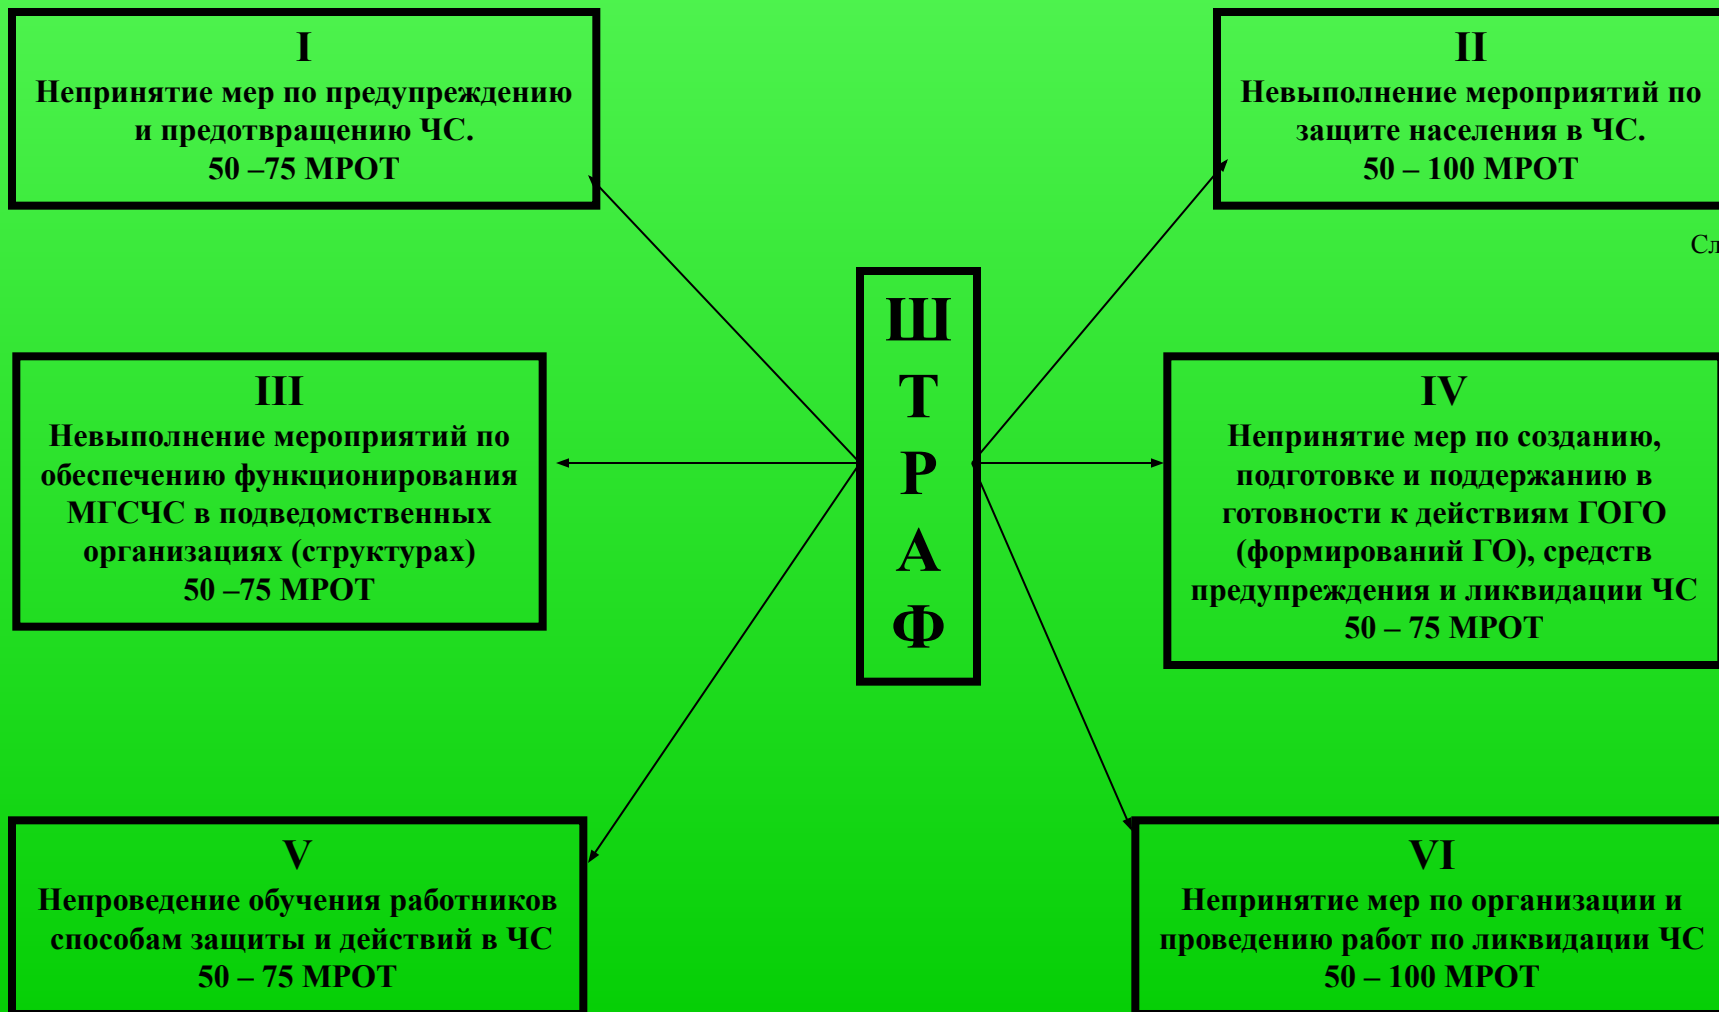 I
Непринятие мер по предупреждению
и предотвращению ЧС.
50 –75 МРОТ
II
Невыполнение мероприятий по
защите населения в ЧС.
50 – 100 МРОТ
Сл
Ш
Т
Р
А
Ф
III
Невыполнение мероприятий по
обеспечению функционирования
МГСЧС в подведомственных
организациях (структурах)
50 –75 МРОТ
IV
Непринятие мер по созданию,
подготовке и поддержанию в
готовности к действиям ГОГО
(формирований ГО), средств
предупреждения и ликвидации ЧС
50 – 75 МРОТ
V
Непроведение обучения работников
способам защиты и действий в ЧС
50 – 75 МРОТ
VI
Непринятие мер по организации и
проведению работ по ликвидации ЧС
50 – 100 МРОТ